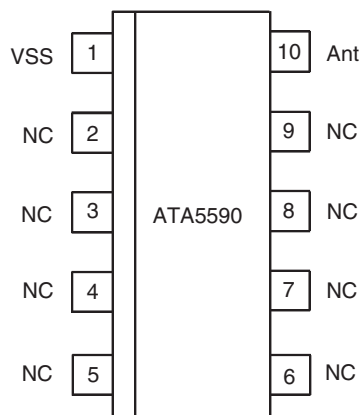 VSS 1 10 Ant
NC 2 9 NC
NC 3 ATA5590 8 NC
NC 4 7 NC
NC 5 6 NC